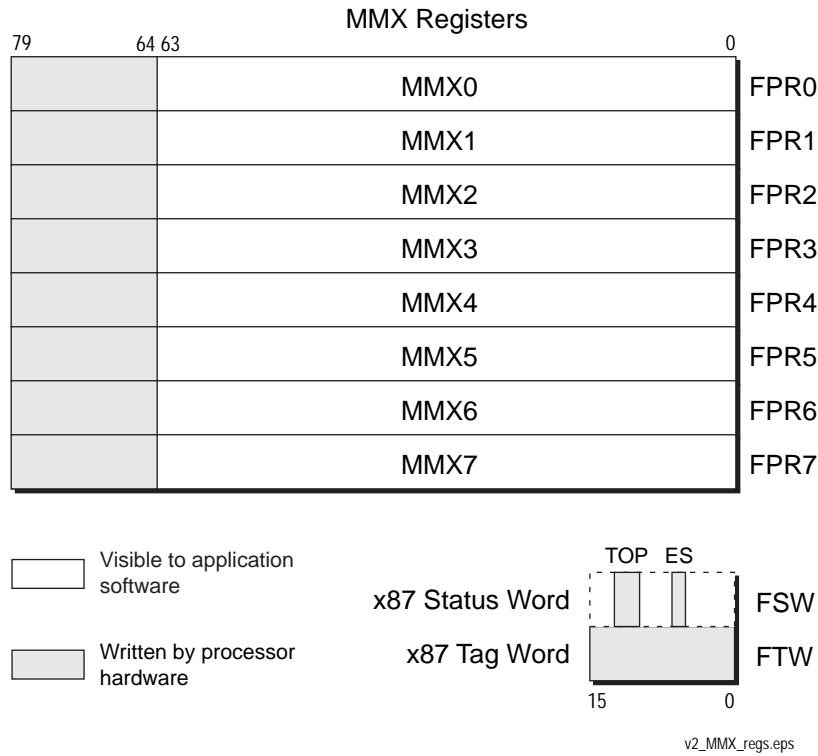 MMX Registers
79 64 63 0
MMX0 FPR0
MMX1 FPR1
MMX2 FPR2
MMX3 FPR3
MMX4 FPR4
MMX5 FPR5
MMX6 FPR6
MMX7 FPR7
Visible to application
software
Written by processor
hardware
TOP ES
x87 Status Word FSW
x87 Tag Word FTW
15 0
v2_MMX_regs.eps